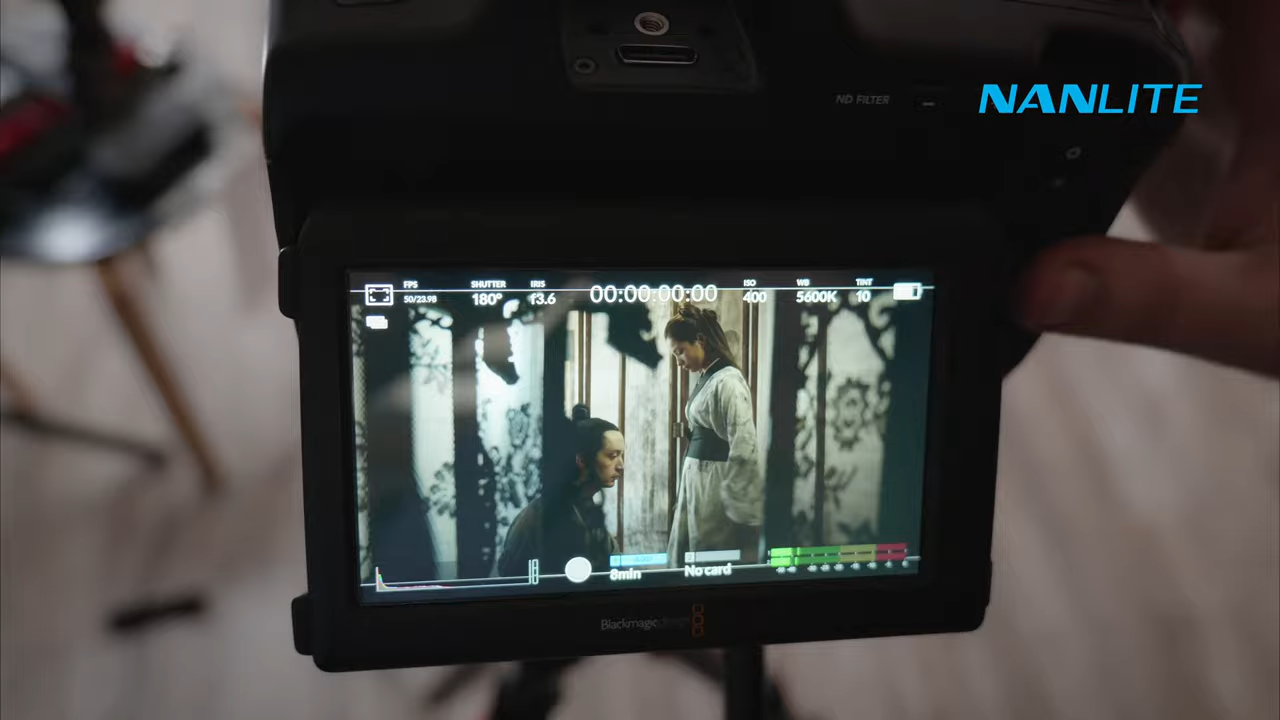 NANLITE
ND FILTER
FPS SHUTTER IRIS ISO WB TINT
50/23.98 180° f3.6 00:00:00:00 400 5600K 10
8min No card
Blackmagicdesign